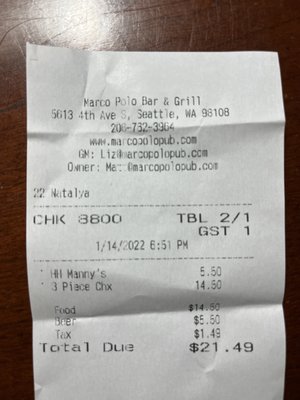 Marco Polo Bar & Grill
5613 4th Ave S, Seattle, WA 98108
206-762-3964
www.marcopolopub.com
GM: Liz@marcopolopub.com
Owner: Mat @marcopolopub.com
22 Natalya
CHK 8800 TBL 2/1
GST 1
1/14/2022 6:51 PM
1 HH Manny's 5.50
1 3 Piece Chx 14.50
Food $14.50
Beer $5.50
Tax $1.49
Total Due $21.49